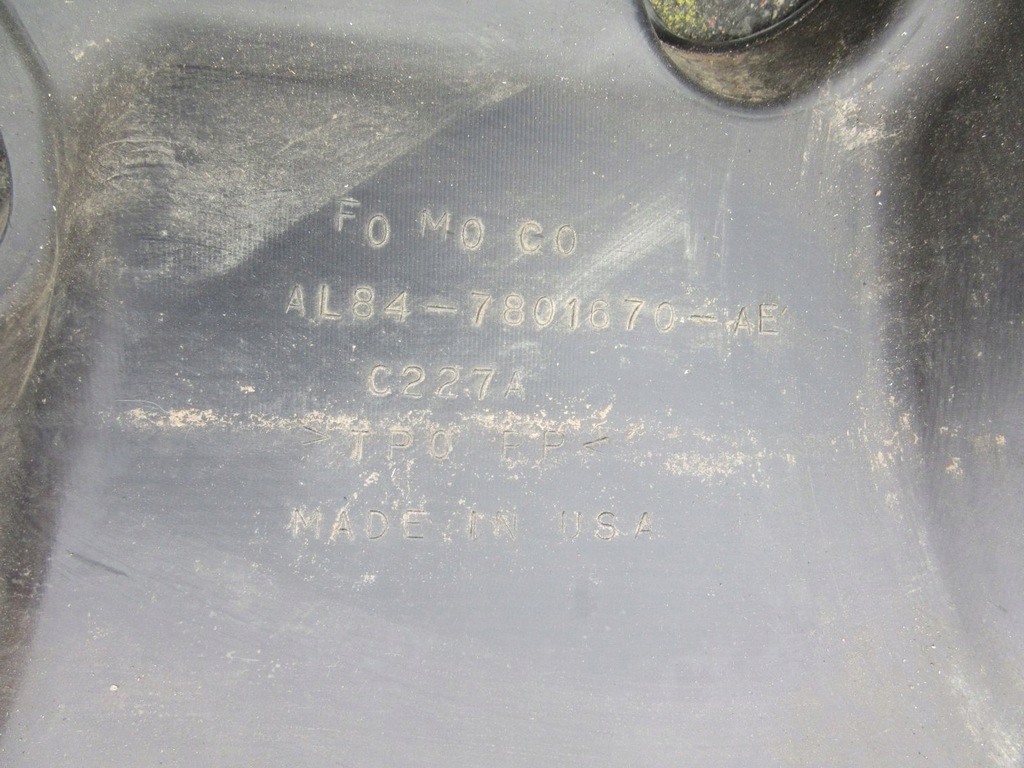 FO MO CO
AL84-7801670-AE
C227A
>TPO EP<
MADE IN USA